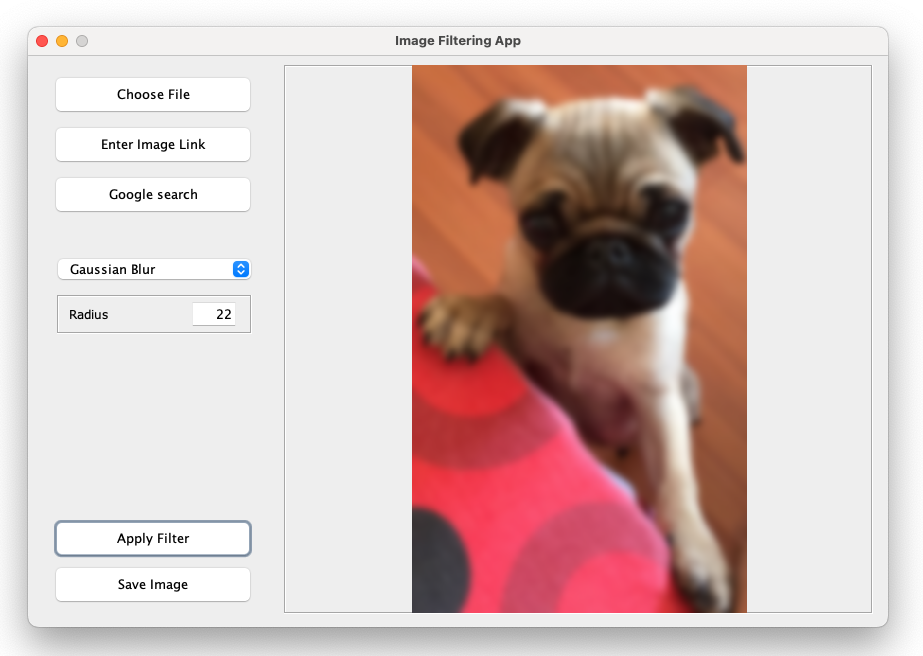 Image Filtering App
Choose File
Enter Image Link
Google search
Gaussian Blur
Radius 22
Apply Filter
Save Image